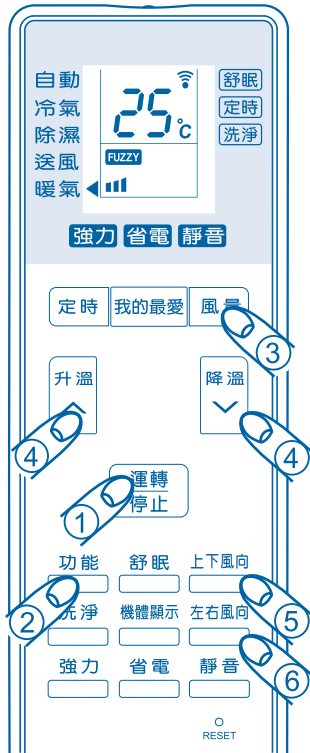 自動
冷氣
除濕
送風
暖氣
25℃
FUZZY
舒眠
定時
洗淨
強力 省電 靜音
定時 我的最愛 風量
③
升溫 降溫
④ ④
運轉
停止
①
功能 舒眠 上下風向
② ⑤
洗淨 機體顯示 左右風向
⑥
強力 省電 靜音
RESET